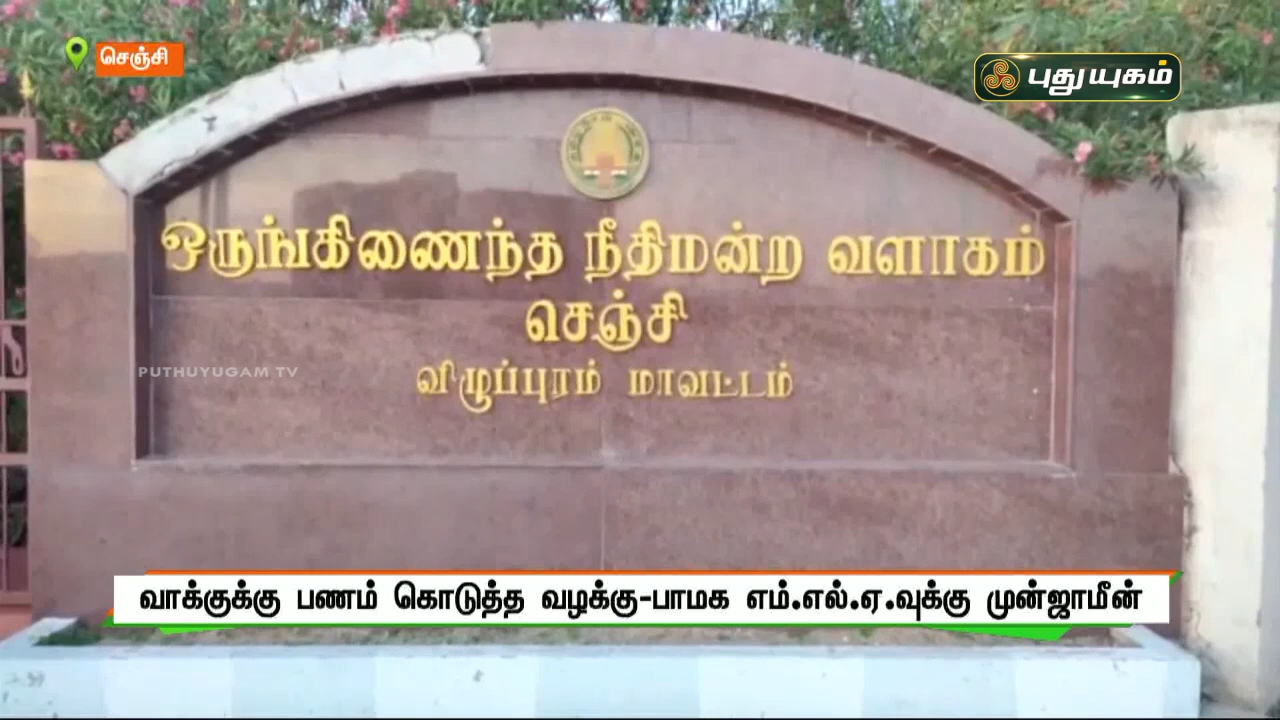 செஞ்சி
புதுயுகம்
ஒருங்கிணைந்த நீதிமன்ற வளாகம்
செஞ்சி
விழுப்புரம் மாவட்டம்
PUTHUYUGAM TV
வாக்குக்கு பணம் கொடுத்த வழக்கு-பாமக எம்.எல்.ஏ.வுக்கு முன்ஜாமீன்